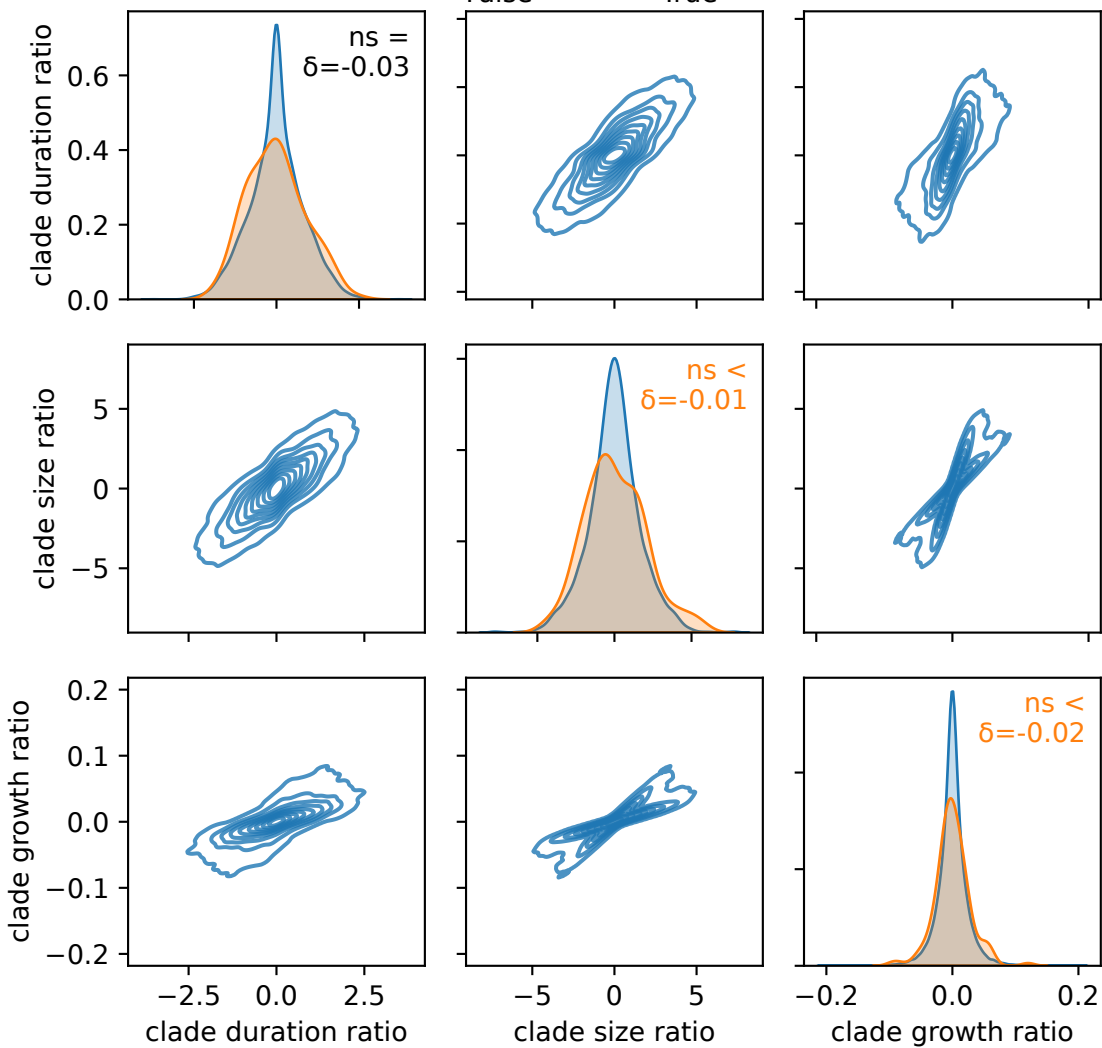 clade duration ratio
0.6
0.4
0.2
0.0
ns =
δ=-0.03
clade size ratio
5
0
−5
ns <
δ=-0.01
clade growth ratio
0.2
0.1
0.0
−0.1
−0.2
ns <
δ=-0.02
−2.5 0.0 2.5
−5 0 5
−0.2 0.0 0.2
clade duration ratio
clade size ratio
clade growth ratio